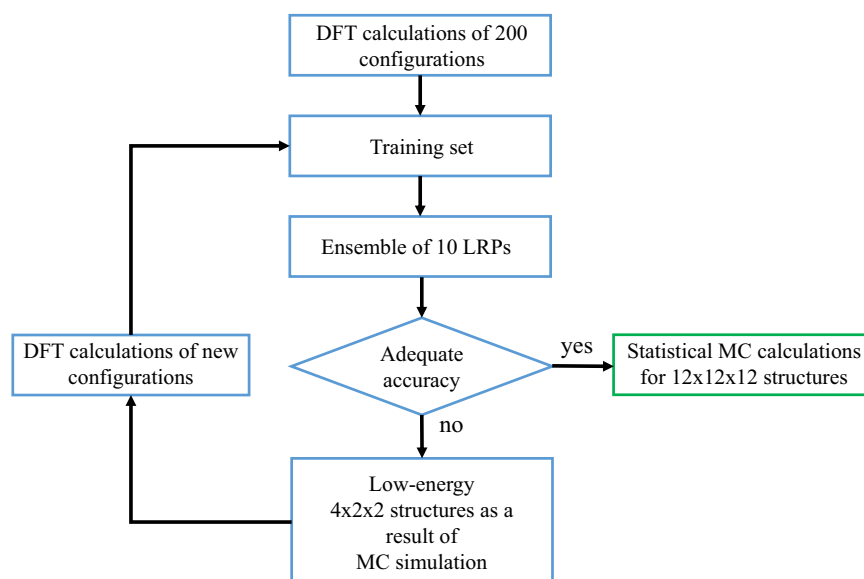 DFT calculations of 200
configurations
Training set
Ensemble of 10 LRPs
Adequate
accuracy
yes
Statistical MC calculations
for 12x12x12 structures
no
Low-energy
4x2x2 structures as a
result of
MC simulation
DFT calculations of new
configurations